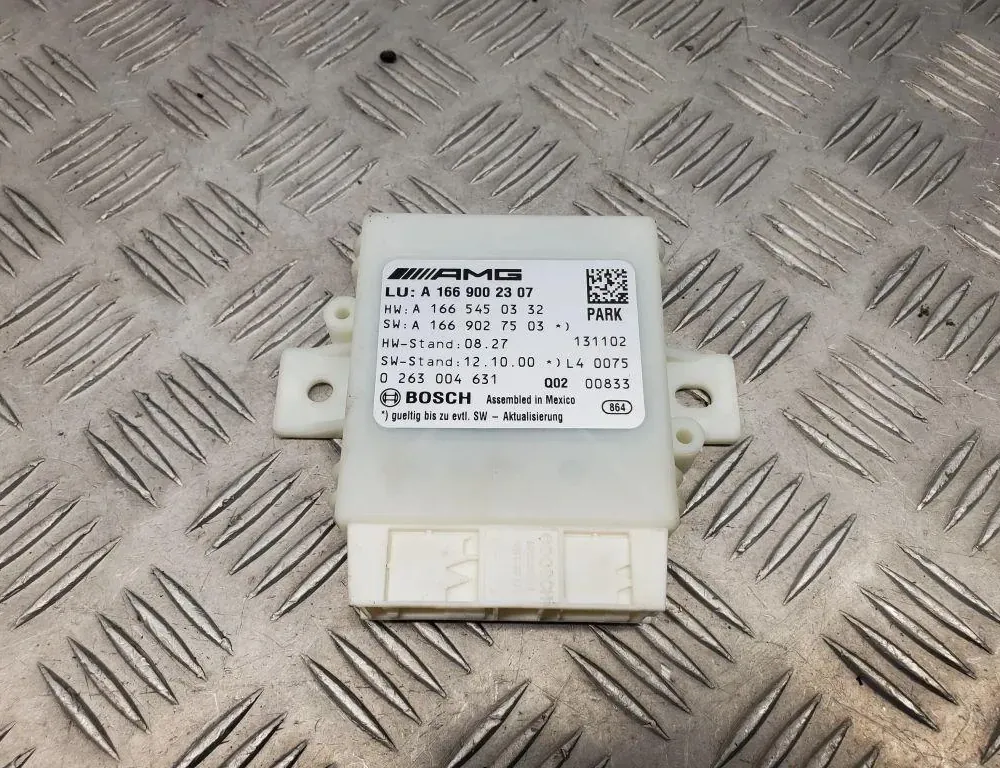 AMG
LU: A 166 900 23 07
HW: A 166 545 03 32
SW: A 166 902 75 03 *)
PARK
HW-Stand: 08.27 131102
SW-Stand: 12.10.00 *) L4 0075
0 263 004 631 Q02 00833
BOSCH Assembled in Mexico
*) gueltig bis zu evtl. SW - Aktualisierung 864